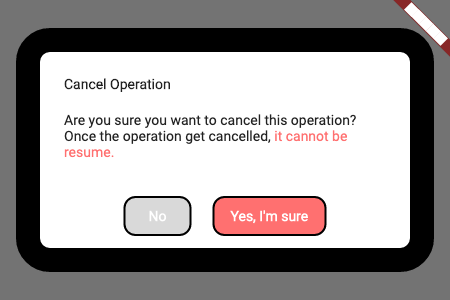 Cancel Operation
Are you sure you want to cancel this operation?
Once the operation get cancelled, it cannot be
resume.
No
Yes, I'm sure